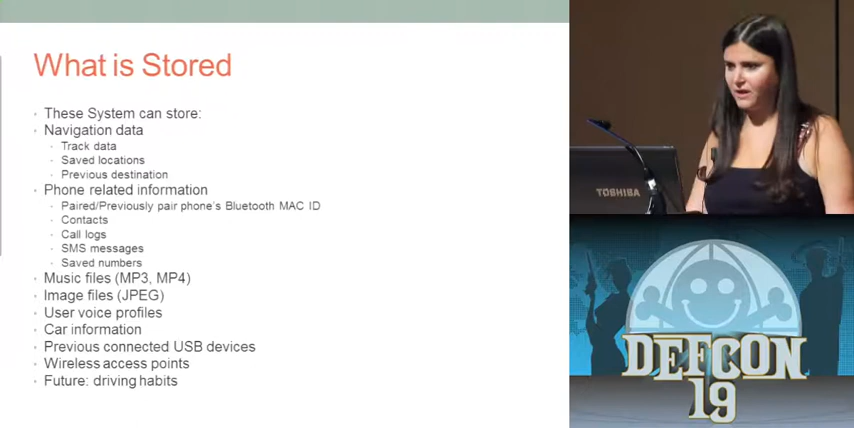 What is Stored
These System can store:
Navigation data
Track data
Saved locations
Previous destination
Phone related information
Paired/Previously pair phone's Bluetooth MAC ID
Contacts
Call logs
SMS messages
Saved numbers
Music files (MP3, MP4)
Image files (JPEG)
User voice profiles
Car information
Previous connected USB devices
Wireless access points
Future: driving habits
TOSHIBA
DEFCON
19